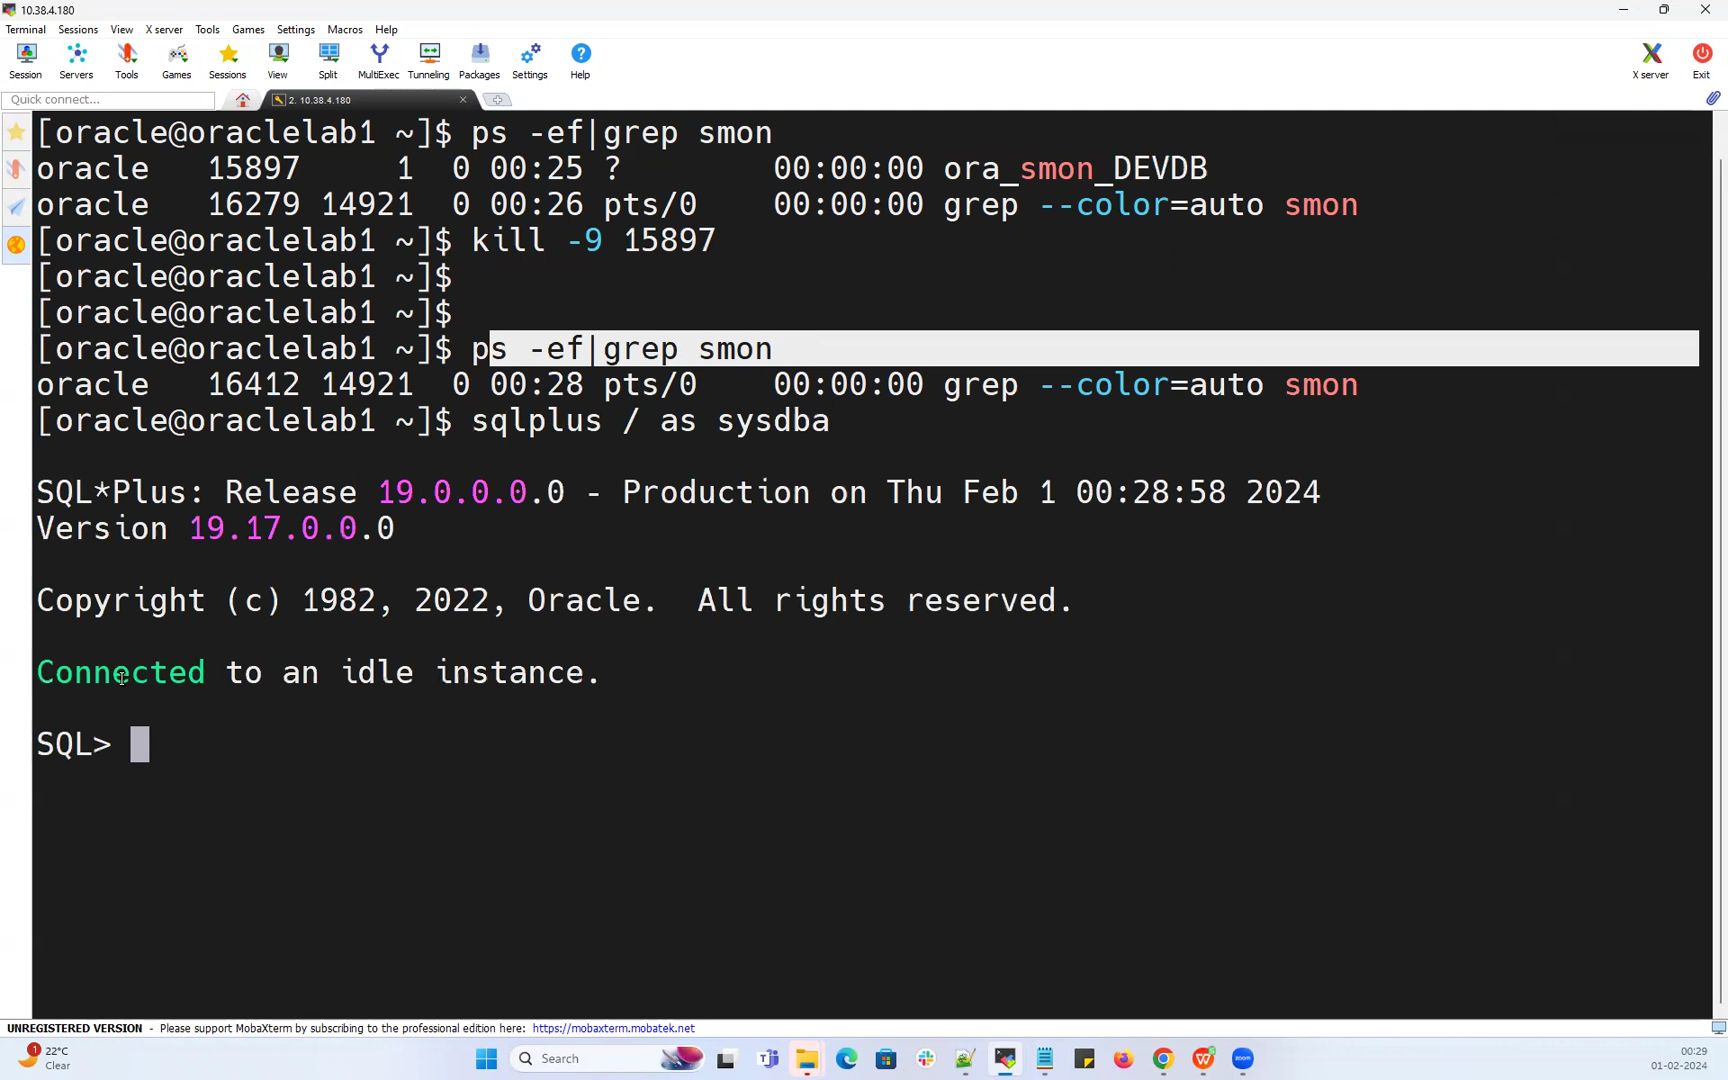 10.38.4.180
Terminal Sessions View X server Tools Games Settings Macros Help
Session Servers Tools Games Sessions View Split MultiExec Tunneling Packages Settings Help X server Exit
Quick connect... 2. 10.38.4.180
[oracle@oraclelab1 ~]$ ps -ef|grep smon
oracle 15897 1 0 00:25 ? 00:00:00 ora_smon_DEVDB
oracle 16279 14921 0 00:26 pts/0 00:00:00 grep --color=auto smon
[oracle@oraclelab1 ~]$ kill -9 15897
[oracle@oraclelab1 ~]$
[oracle@oraclelab1 ~]$
[oracle@oraclelab1 ~]$ ps -ef|grep smon
oracle 16412 14921 0 00:28 pts/0 00:00:00 grep --color=auto smon
[oracle@oraclelab1 ~]$ sqlplus / as sysdba
SQL*Plus: Release 19.0.0.0.0 - Production on Thu Feb 1 00:28:58 2024
Version 19.17.0.0.0
Copyright (c) 1982, 2022, Oracle. All rights reserved.
Connected to an idle instance.
SQL>
UNREGISTERED VERSION - Please support MobaXterm by subscribing to the professional edition here: https://mobaxterm.mobatek.net
1 22°C
Clear
Search
zoom
00:29
01-02-2024